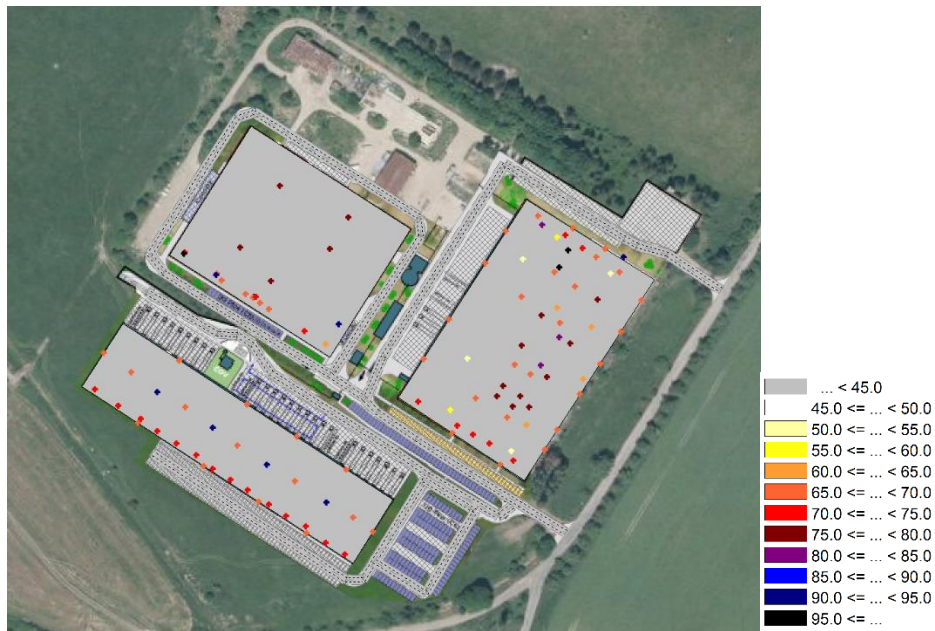 ... < 45.0
45.0 <= ... < 50.0
50.0 <= ... < 55.0
55.0 <= ... < 60.0
60.0 <= ... < 65.0
65.0 <= ... < 70.0
70.0 <= ... < 75.0
75.0 <= ... < 80.0
80.0 <= ... < 85.0
85.0 <= ... < 90.0
90.0 <= ... < 95.0
95.0 <= ...